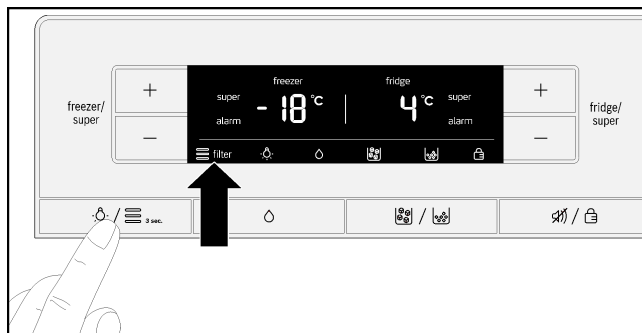 freezer/
super
+
−
freezer
super
alarm
-18 °C
fridge
4 °C
super
alarm
filter
+
−
fridge/
super
/ 3 sec.
/
/